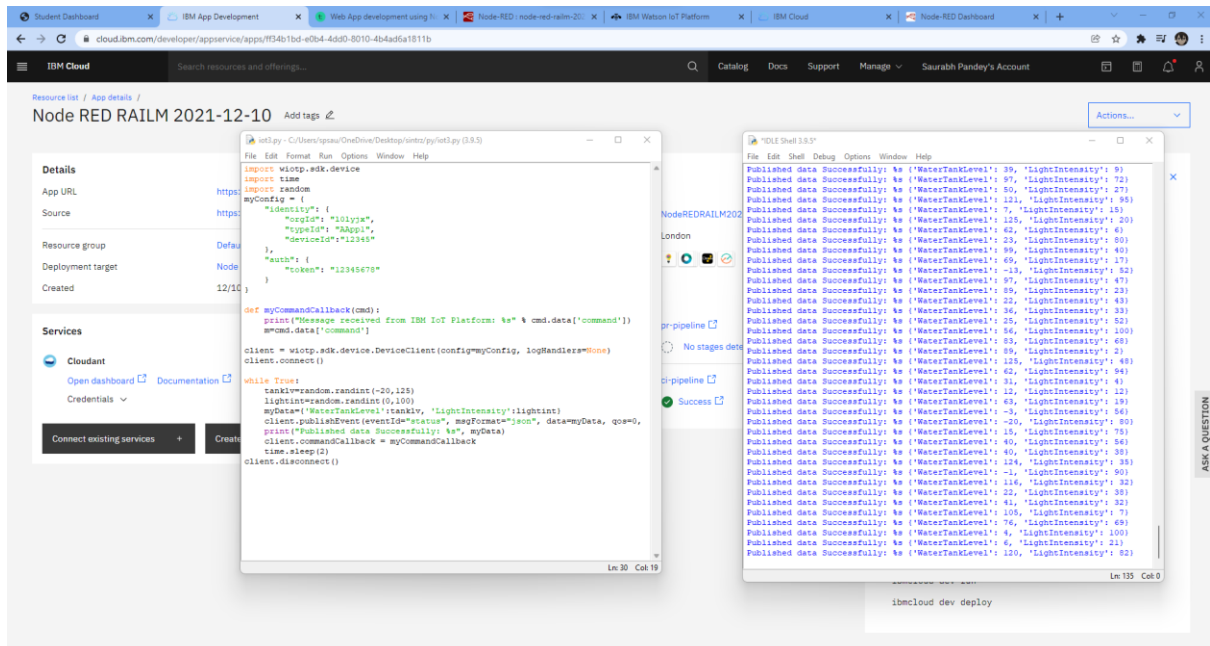 Student Dashboard
IBM App Development
Web App development using No
Node-RED : node-red-railm-202
IBM Watson IoT Platform
IBM Cloud
Node-RED Dashboard
cloud.ibm.com/developer/appservice/apps/ff34b1bd-e0b4-4dd0-8010-4b4ad6a1811b
IBM Cloud
Search resources and offerings...
Catalog Docs Support Manage Saurabh Pandey's Account
Resource list / App details /
Node RED RAILM 2021-12-10 Add tags
Actions...
Details
App URL https:
Source https:
Resource group Defau
Deployment target Node
Created 12/10
Services
Cloudant
Open dashboard Documentation
Credentials
Connect existing services +
Create
iot3.py - C:/Users/spsau/OneDrive/Desktop/sintrz/py/iot3.py (3.9.5)
File Edit Format Run Options Window Help
import wiotp.sdk.device
import time
import random
myConfig = {
"identity": {
"orgId": "101yjm",
"typeId": "AApp1",
"deviceId":"12345"
},
"auth": {
"token": "12345678"
}
}
def myCommandCallback(cmd):
print("Message received from IBM IoT Platform: %s" % cmd.data['command'])
m=cmd.data['command']
client = wiotp.sdk.device.DeviceClient(config=myConfig, logHandlers=None)
client.connect()
while True:
tanklv=random.randint(-20,125)
lightint=random.randint(0,100)
myData={'WaterTankLevel':tanklv, 'LightIntensity':lightint}
client.publishEvent(eventId="status", msgFormat="json", data=myData, qos=0,
print("Published data Successfully: %s", myData)
client.commandCallback = myCommandCallback
time.sleep(2)
client.disconnect()
Ln: 30 Col: 19
NodeREDRAILM202
London
pr-pipeline
No stages dete
ci-pipeline
Success
*IDLE Shell 3.9.5*
File Edit Shell Debug Options Window Help
Published data Successfully: %s {'WaterTankLevel': 39, 'LightIntensity': 9}
Published data Successfully: %s {'WaterTankLevel': 97, 'LightIntensity': 72}
Published data Successfully: %s {'WaterTankLevel': 50, 'LightIntensity': 27}
Published data Successfully: %s {'WaterTankLevel': 121, 'LightIntensity': 95}
Published data Successfully: %s {'WaterTankLevel': 7, 'LightIntensity': 15}
Published data Successfully: %s {'WaterTankLevel': 125, 'LightIntensity': 20}
Published data Successfully: %s {'WaterTankLevel': 62, 'LightIntensity': 6}
Published data Successfully: %s {'WaterTankLevel': 23, 'LightIntensity': 80}
Published data Successfully: %s {'WaterTankLevel': 99, 'LightIntensity': 40}
Published data Successfully: %s {'WaterTankLevel': 69, 'LightIntensity': 17}
Published data Successfully: %s {'WaterTankLevel': -13, 'LightIntensity': 52}
Published data Successfully: %s {'WaterTankLevel': 97, 'LightIntensity': 47}
Published data Successfully: %s {'WaterTankLevel': 89, 'LightIntensity': 23}
Published data Successfully: %s {'WaterTankLevel': 22, 'LightIntensity': 43}
Published data Successfully: %s {'WaterTankLevel': 36, 'LightIntensity': 33}
Published data Successfully: %s {'WaterTankLevel': 25, 'LightIntensity': 52}
Published data Successfully: %s {'WaterTankLevel': 56, 'LightIntensity': 100}
Published data Successfully: %s {'WaterTankLevel': 83, 'LightIntensity': 68}
Published data Successfully: %s {'WaterTankLevel': 89, 'LightIntensity': 2}
Published data Successfully: %s {'WaterTankLevel': 125, 'LightIntensity': 48}
Published data Successfully: %s {'WaterTankLevel': 62, 'LightIntensity': 94}
Published data Successfully: %s {'WaterTankLevel': 31, 'LightIntensity': 4}
Published data Successfully: %s {'WaterTankLevel': 12, 'LightIntensity': 12}
Published data Successfully: %s {'WaterTankLevel': 63, 'LightIntensity': 19}
Published data Successfully: %s {'WaterTankLevel': -3, 'LightIntensity': 56}
Published data Successfully: %s {'WaterTankLevel': -20, 'LightIntensity': 80}
Published data Successfully: %s {'WaterTankLevel': 15, 'LightIntensity': 75}
Published data Successfully: %s {'WaterTankLevel': 40, 'LightIntensity': 56}
Published data Successfully: %s {'WaterTankLevel': 40, 'LightIntensity': 38}
Published data Successfully: %s {'WaterTankLevel': 124, 'LightIntensity': 35}
Published data Successfully: %s {'WaterTankLevel': -1, 'LightIntensity': 90}
Published data Successfully: %s {'WaterTankLevel': 116, 'LightIntensity': 32}
Published data Successfully: %s {'WaterTankLevel': 22, 'LightIntensity': 38}
Published data Successfully: %s {'WaterTankLevel': 41, 'LightIntensity': 32}
Published data Successfully: %s {'WaterTankLevel': 105, 'LightIntensity': 7}
Published data Successfully: %s {'WaterTankLevel': 76, 'LightIntensity': 69}
Published data Successfully: %s {'WaterTankLevel': 4, 'LightIntensity': 100}
Published data Successfully: %s {'WaterTankLevel': 6, 'LightIntensity': 21}
Published data Successfully: %s {'WaterTankLevel': 120, 'LightIntensity': 82}
Ln: 135 Col: 0
ibmcloud dev deploy
ASK A QUESTION